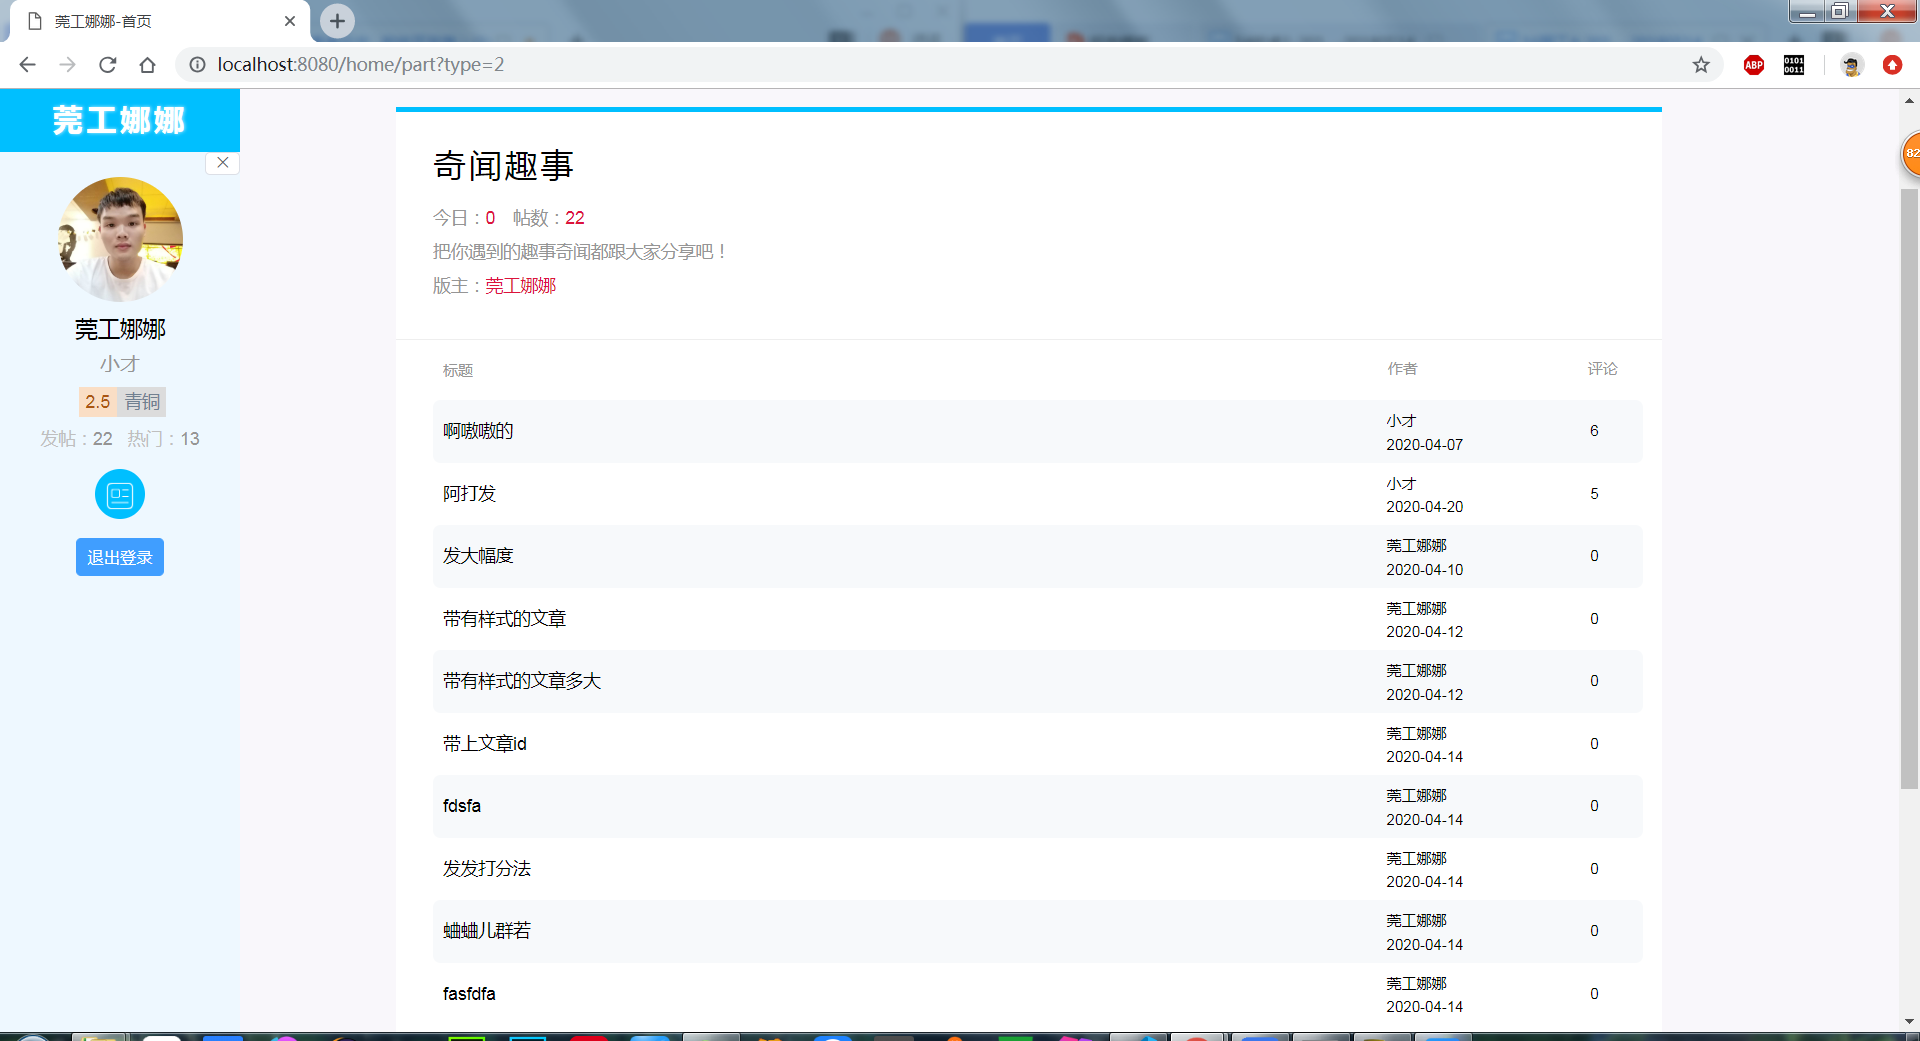 莞工娜娜-首页
localhost:8080/home/part?type=2
ABP
0101
0011
莞工娜娜
82
莞工娜娜
小才
2.5 青铜
发帖：22 热门：13
退出登录
奇闻趣事
今日：0 帖数：22
把你遇到的趣事奇闻都跟大家分享吧！
版主：莞工娜娜
标题 作者 评论
啊嗷嗷的 小才 2020-04-07 6
阿打发 小才 2020-04-20 5
发大幅度 莞工娜娜 2020-04-10 0
带有样式的文章 莞工娜娜 2020-04-12 0
带有样式的文章多大 莞工娜娜 2020-04-12 0
带上文章id 莞工娜娜 2020-04-14 0
fdsfa 莞工娜娜 2020-04-14 0
发发打分法 莞工娜娜 2020-04-14 0
蛐蛐儿群若 莞工娜娜 2020-04-14 0
fasfdfa 莞工娜娜 2020-04-14 0